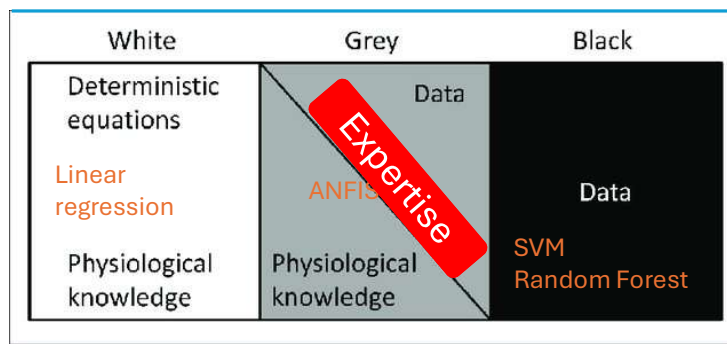 White
Grey
Black
Deterministic
equations
Linear
regression
Physiological
knowledge
Data
Expertise
ANFIS
Physiological
knowledge
Data
SVM
Random Forest